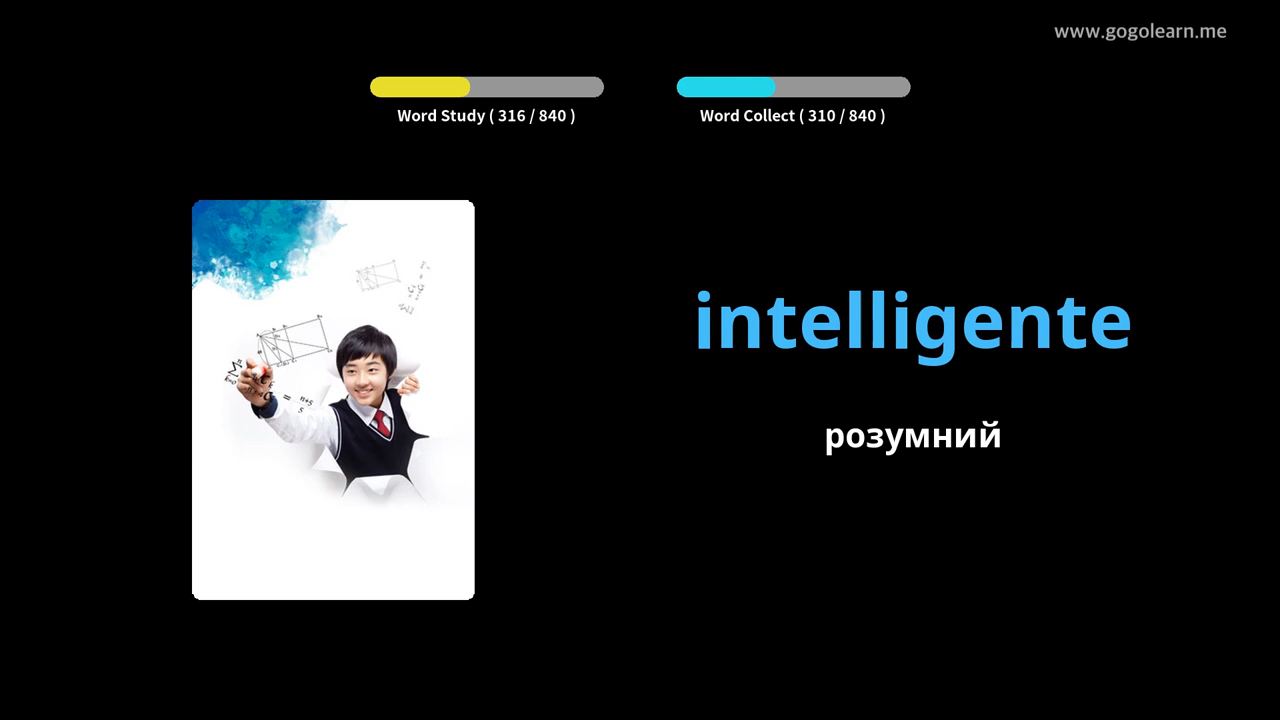 www.gogolearn.me
Word Study ( 316 / 840 )
Word Collect ( 310 / 840 )
intelligente
розумний